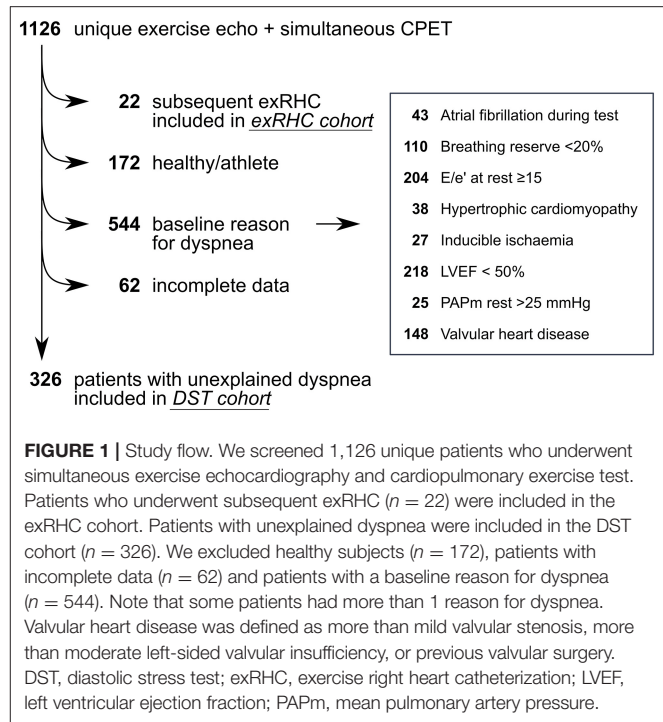 1126 unique exercise echo + simultaneous CPET
22 subsequent exRHC
included in exRHC cohort
172 healthy/athlete
544 baseline reason
for dyspnea
62 incomplete data
43 Atrial fibrillation during test
110 Breathing reserve <20%
204 E/e' at rest ≥15
38 Hypertrophic cardiomyopathy
27 Inducible ischaemia
218 LVEF < 50%
25 PAPm rest >25 mmHg
148 Valvular heart disease
326 patients with unexplained dyspnea
included in DST cohort
FIGURE 1 | Study flow. We screened 1,126 unique patients who underwent
simultaneous exercise echocardiography and cardiopulmonary exercise test.
Patients who underwent subsequent exRHC (n = 22) were included in the
exRHC cohort. Patients with unexplained dyspnea were included in the DST
cohort (n = 326). We excluded healthy subjects (n = 172), patients with
incomplete data (n = 62) and patients with a baseline reason for dyspnea
(n = 544). Note that some patients had more than 1 reason for dyspnea.
Valvular heart disease was defined as more than mild valvular stenosis, more
than moderate left-sided valvular insufficiency, or previous valvular surgery.
DST, diastolic stress test; exRHC, exercise right heart catheterization; LVEF,
left ventricular ejection fraction; PAPm, mean pulmonary artery pressure.